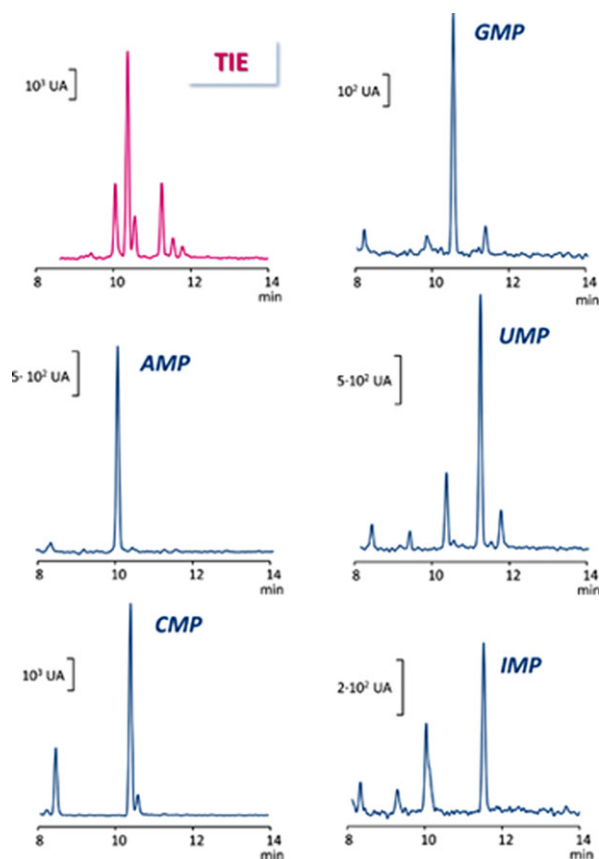 TIE
10³ UA
8 10 12 14
min
GMP
10² UA
8 10 12 14
min
AMP
5· 10² UA
8 10 12 14
min
UMP
5·10² UA
8 10 12 14
min
CMP
10³ UA
8 10 12 14
min
IMP
2·10² UA
8 10 12 14
min